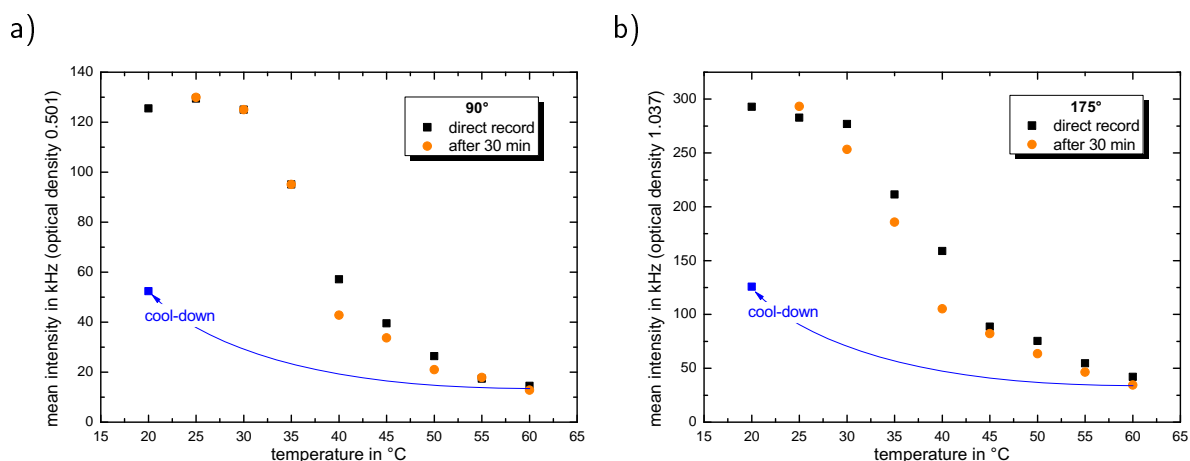 a)
b)
140
120
100
80
60
40
20
0
15 20 25 30 35 40 45 50 55 60 65
temperature in °C
mean intensity in kHz (optical density 0.501)
90°
direct record
after 30 min
cool-down
300
250
200
150
100
50
0
15 20 25 30 35 40 45 50 55 60 65
temperature in °C
mean intensity in kHz (optical density 1.037)
175°
direct record
after 30 min
cool-down